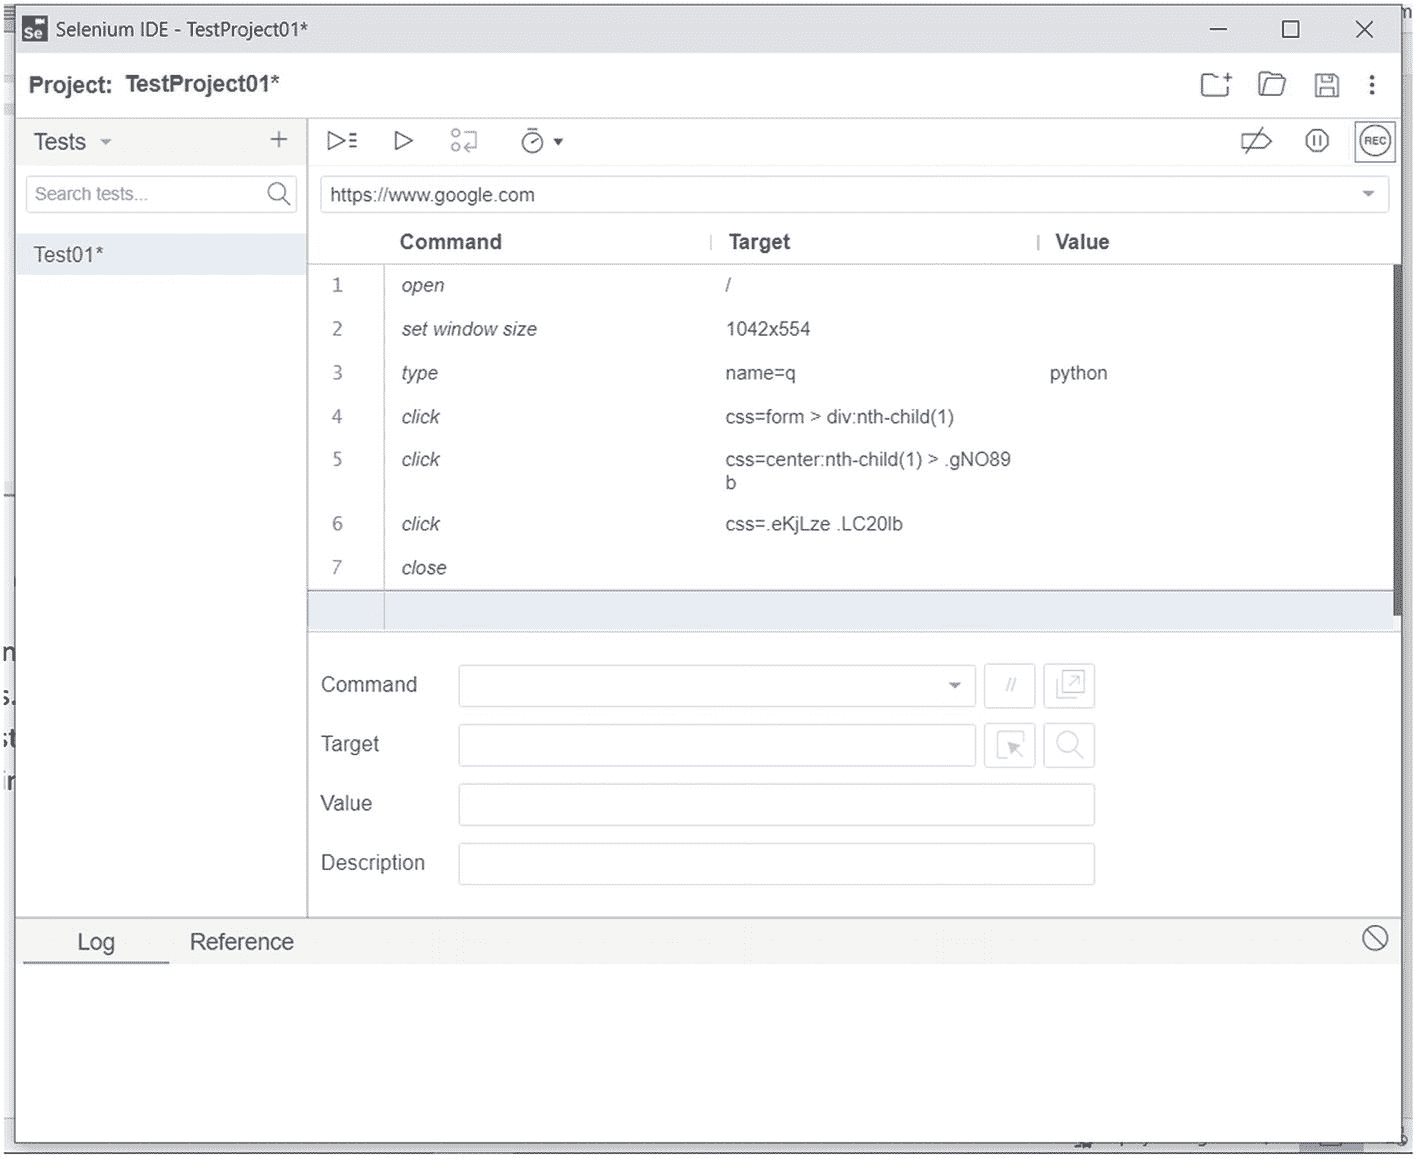 Se Selenium IDE - TestProject01*
Project: TestProject01*
Tests
Search tests...
Test01*
REC
https://www.google.com
Command Target Value
1 open /
2 set window size 1042x554
3 type name=q python
4 click css=form > div:nth-child(1)
5 click css=center:nth-child(1) > .gNO89
b
6 click css=.eKjLze .LC20lb
7 close
Command //
Target
Value
Description
Log Reference